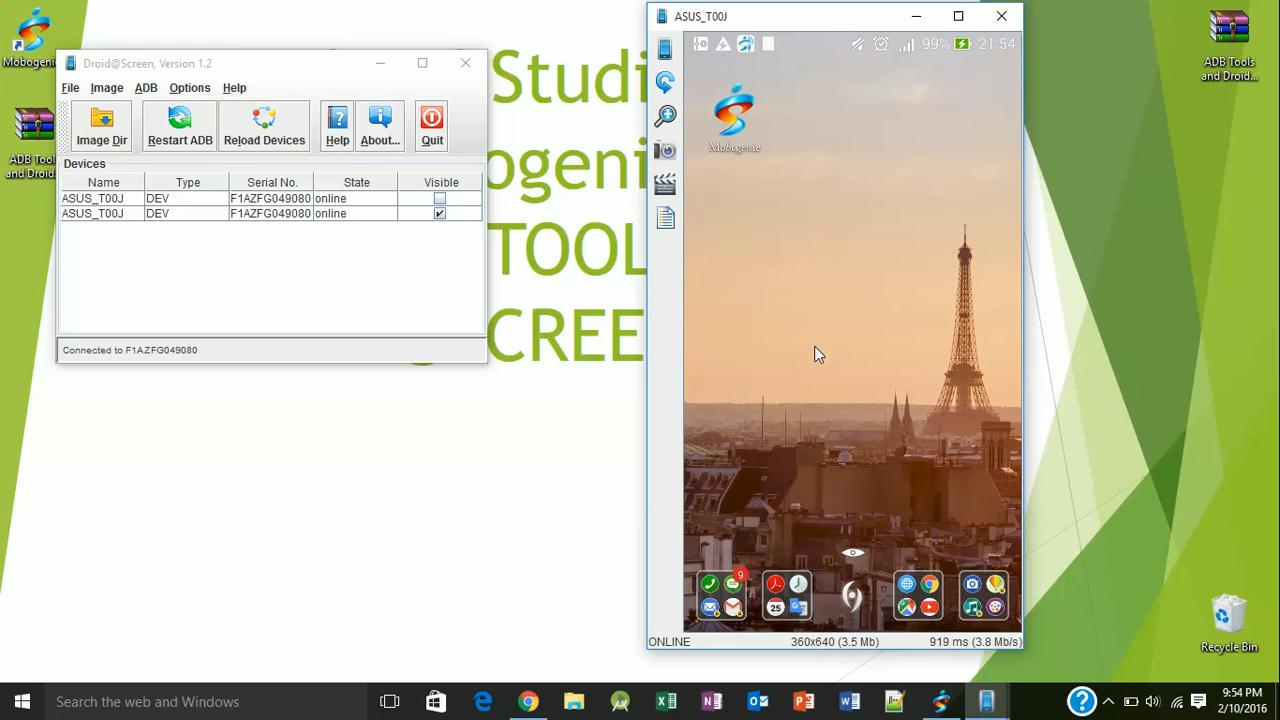 Mobogeni
ADB Tool
and Droid...
Studi
ogeni
TOOL
CREE
Droid@Screen, Version 1.2
File Image ADB Options Help
Image Dir Restart ADB Reload Devices Help About... Quit
Devices
Name Type Serial No. State Visible
ASUS_T00J DEV F1AZFG049080 online
ASUS_T00J DEV F1AZFG049080 online
Connected to F1AZFG049080
ASUS_T00J
99% 21.54
Mobogenie
9
25
ONLINE 360x640 (3.5 Mb) 919 ms (3.8 Mb/s)
ADB Tools
and Droid...
Recycle Bin
Search the web and Windows
9:54 PM
2/10/2016